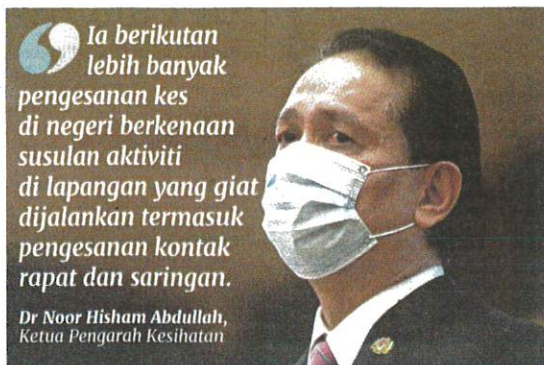 Ia berikutan
lebih banyak
pengesanan kes
di negeri berkenaan
susulan aktiviti
di lapangan yang giat
dijalankan termasuk
pengesanan kontak
rapat dan saringan.
Dr Noor Hisham Abdullah,
Ketua Pengarah Kesihatan